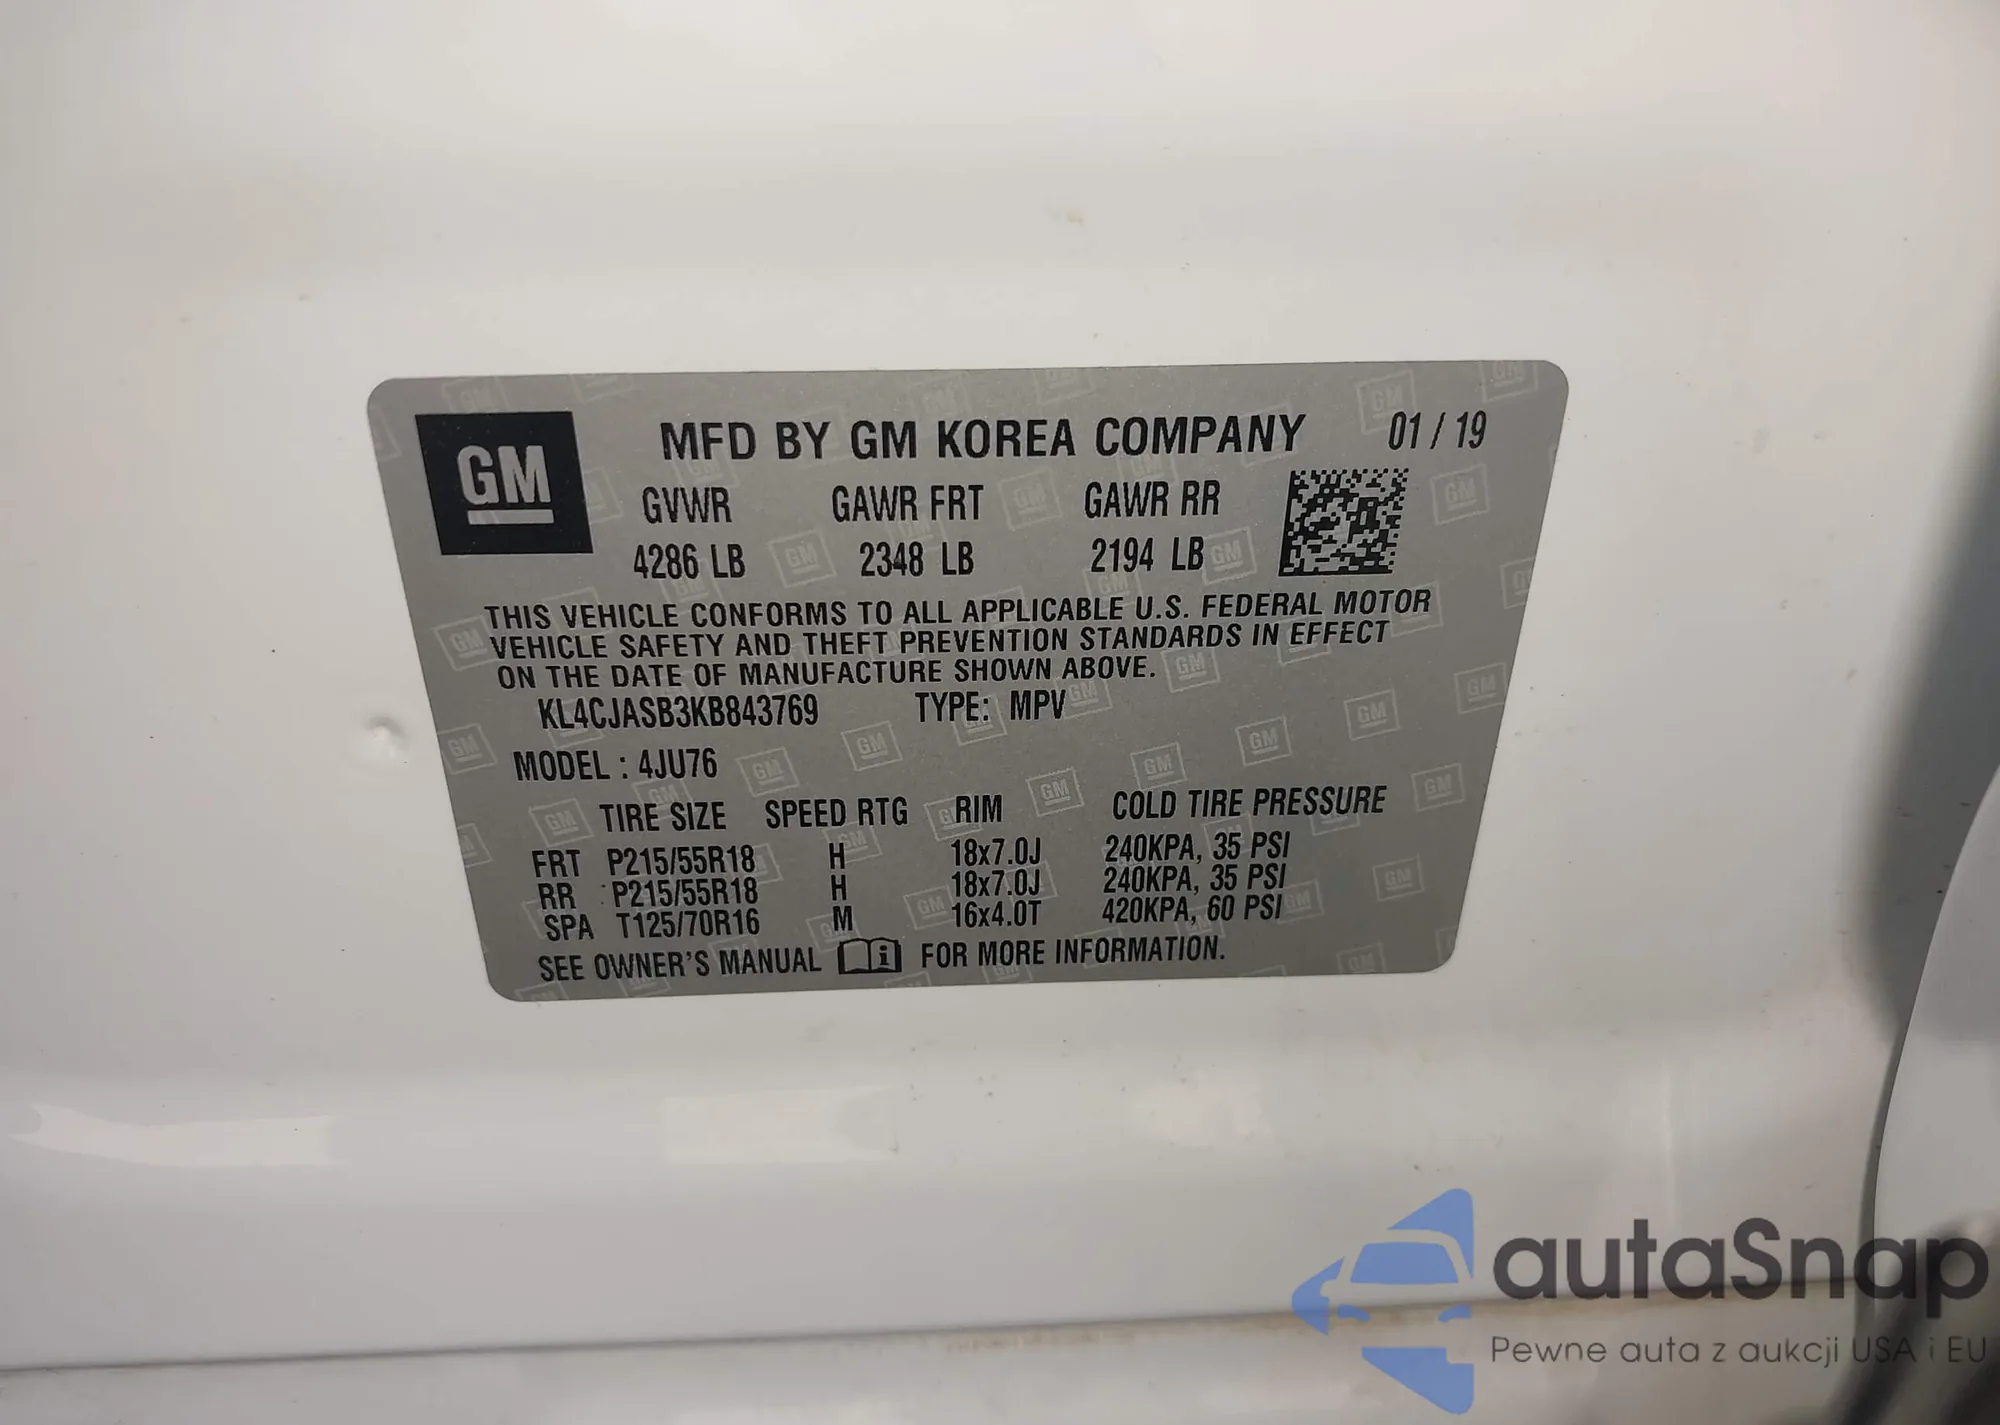 GM
MFD BY GM KOREA COMPANY 01 / 19
GVWR GAWR FRT GAWR RR
4286 LB 2348 LB 2194 LB
THIS VEHICLE CONFORMS TO ALL APPLICABLE U.S. FEDERAL MOTOR
VEHICLE SAFETY AND THEFT PREVENTION STANDARDS IN EFFECT
ON THE DATE OF MANUFACTURE SHOWN ABOVE.
KL4CJASB3KB843769 TYPE: MPV
MODEL : 4JU76
TIRE SIZE SPEED RTG RIM COLD TIRE PRESSURE
FRT P215/55R18 H 18x7.0J 240KPA, 35 PSI
RR P215/55R18 H 18x7.0J 240KPA, 35 PSI
SPA T125/70R16 M 16x4.0T 420KPA, 60 PSI
SEE OWNER'S MANUAL i FOR MORE INFORMATION.
autaSnap
Pewne auta z aukcji USA i EU